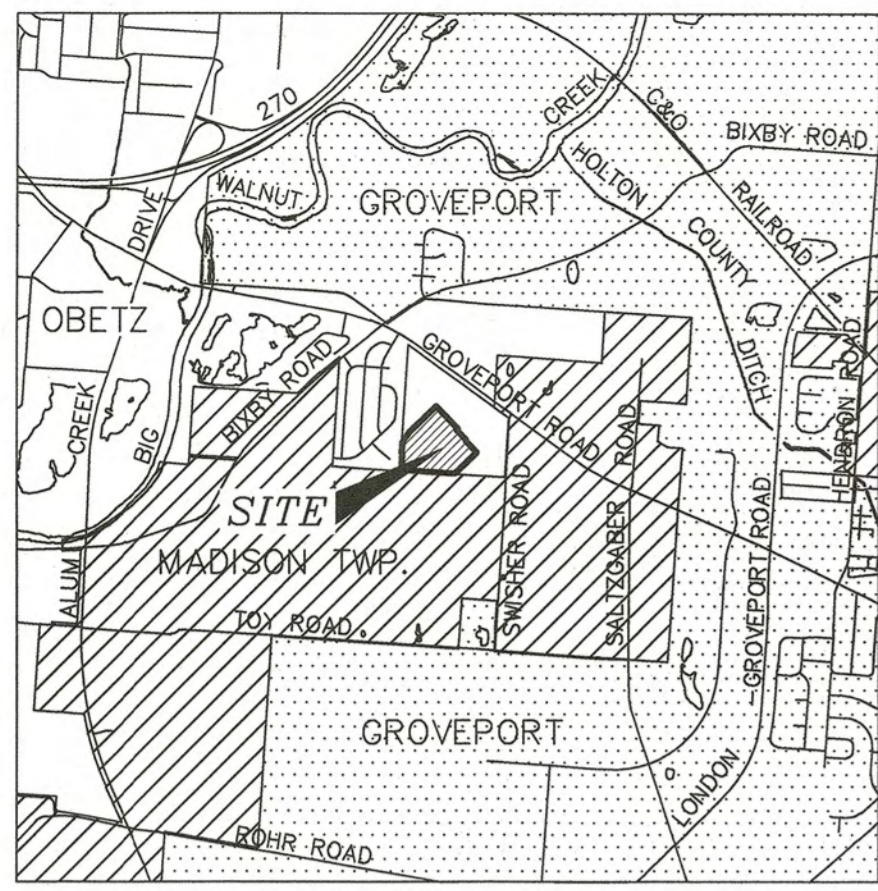 270
CREEK
C&O
RAILROAD
BIXBY ROAD
WALNUT
GROVEPORT
HOLTON
COUNTY
DITCH
DRIVE
OBETZ
BIXBY ROAD
GROVEPORT ROAD
HENDRON ROAD
CREEK
BIG
SITE
MADISON TWP.
SWISHER ROAD
SALTZGABER ROAD
ALUM
TOY ROAD
GROVEPORT ROAD
GROVEPORT
LONDON
ROHR ROAD